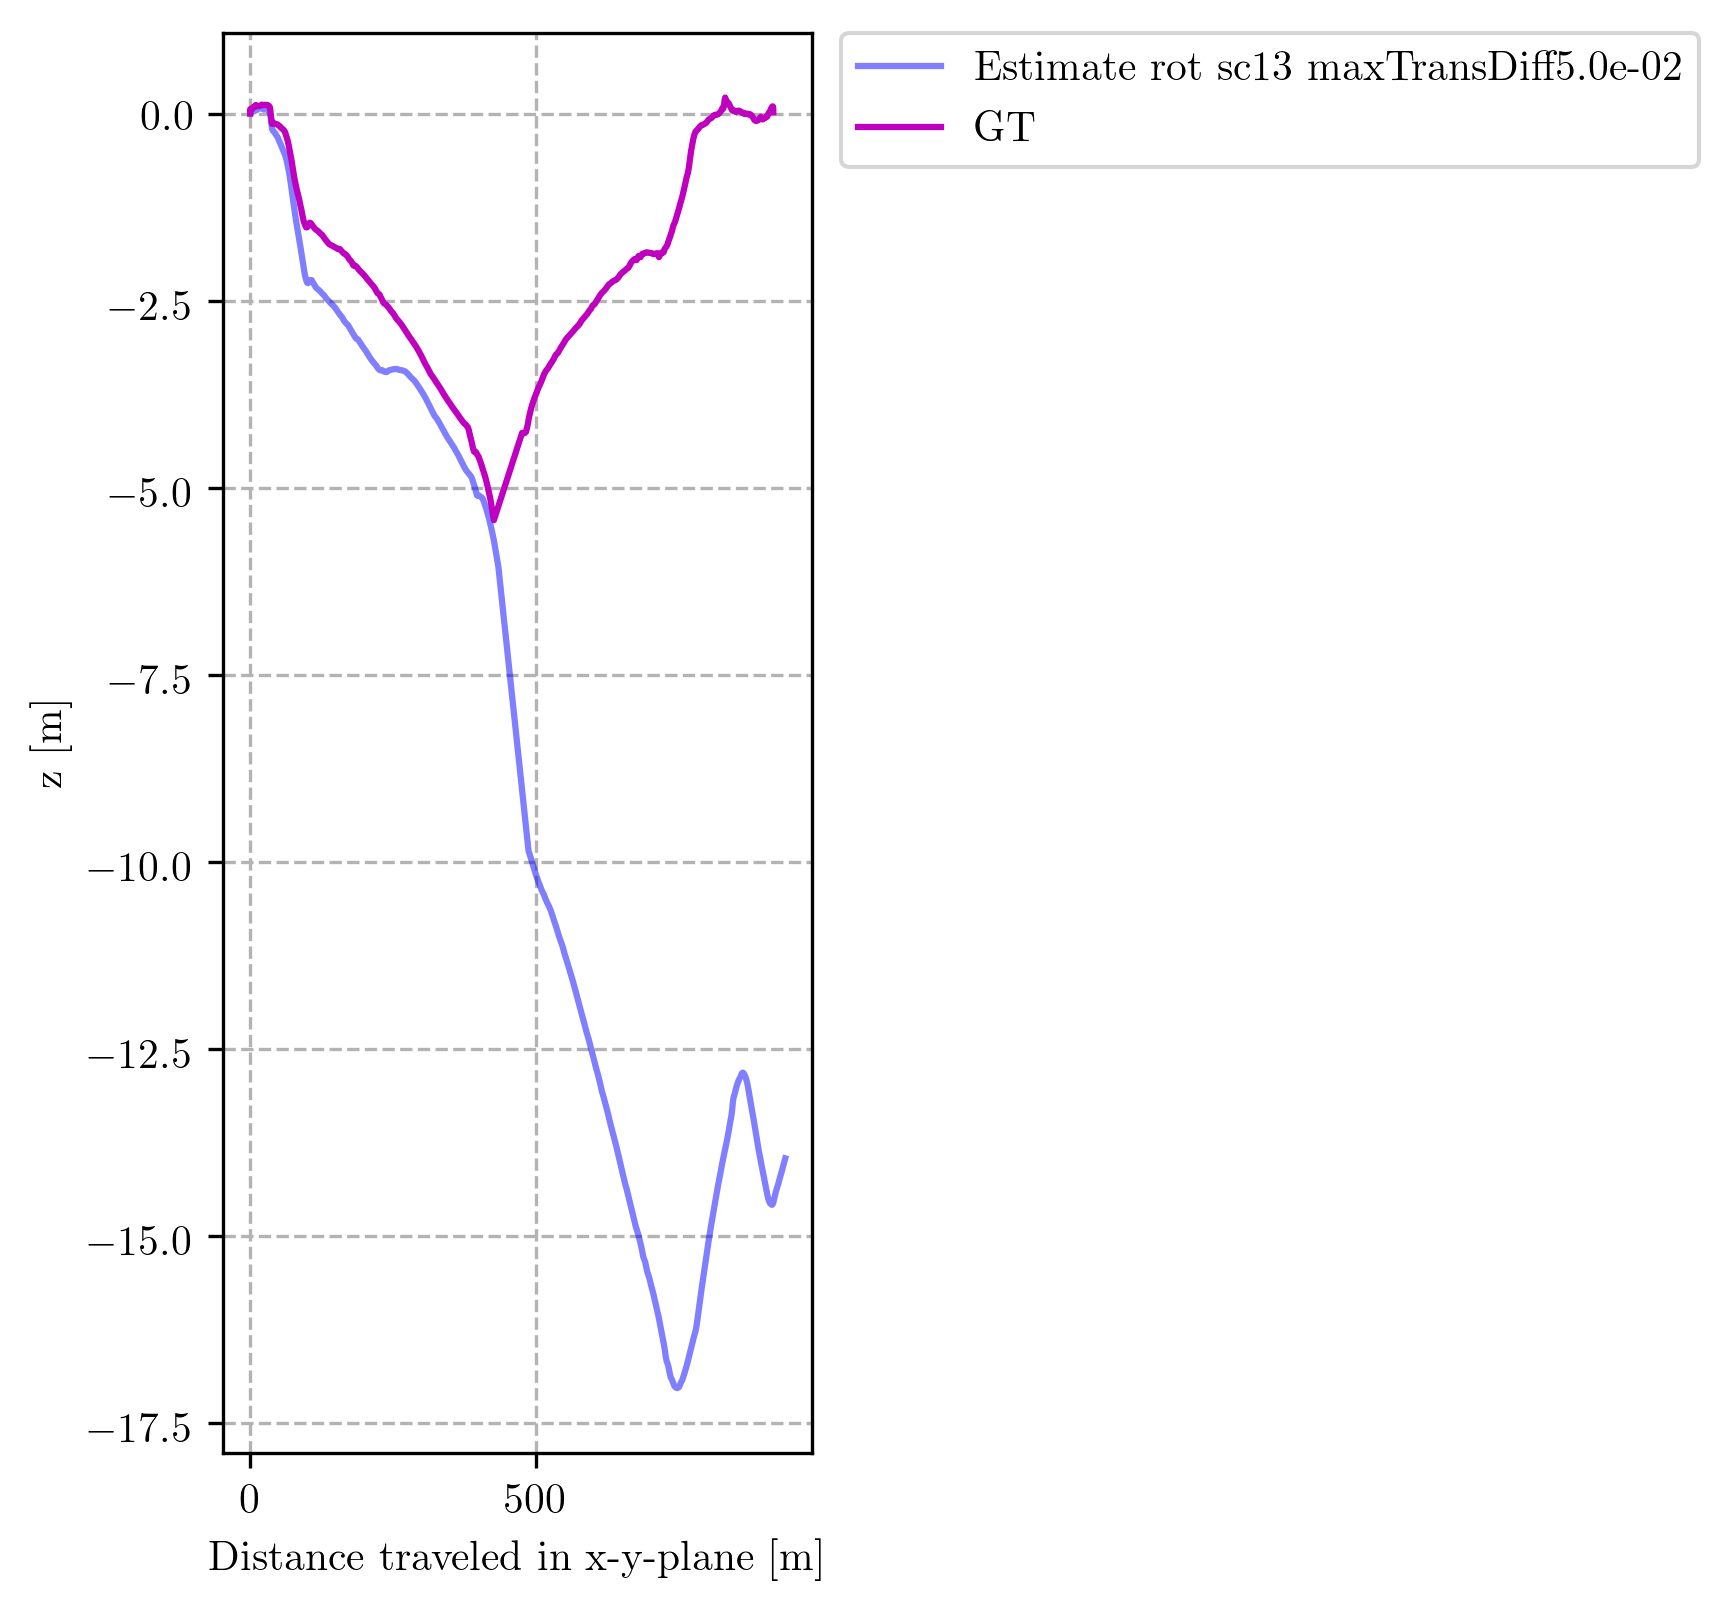 Estimate rot sc13 maxTransDiff5.0e-02
GT
0.0
−2.5
−5.0
−7.5
−10.0
−12.5
−15.0
−17.5
z [m]
0 500
Distance traveled in x-y-plane [m]